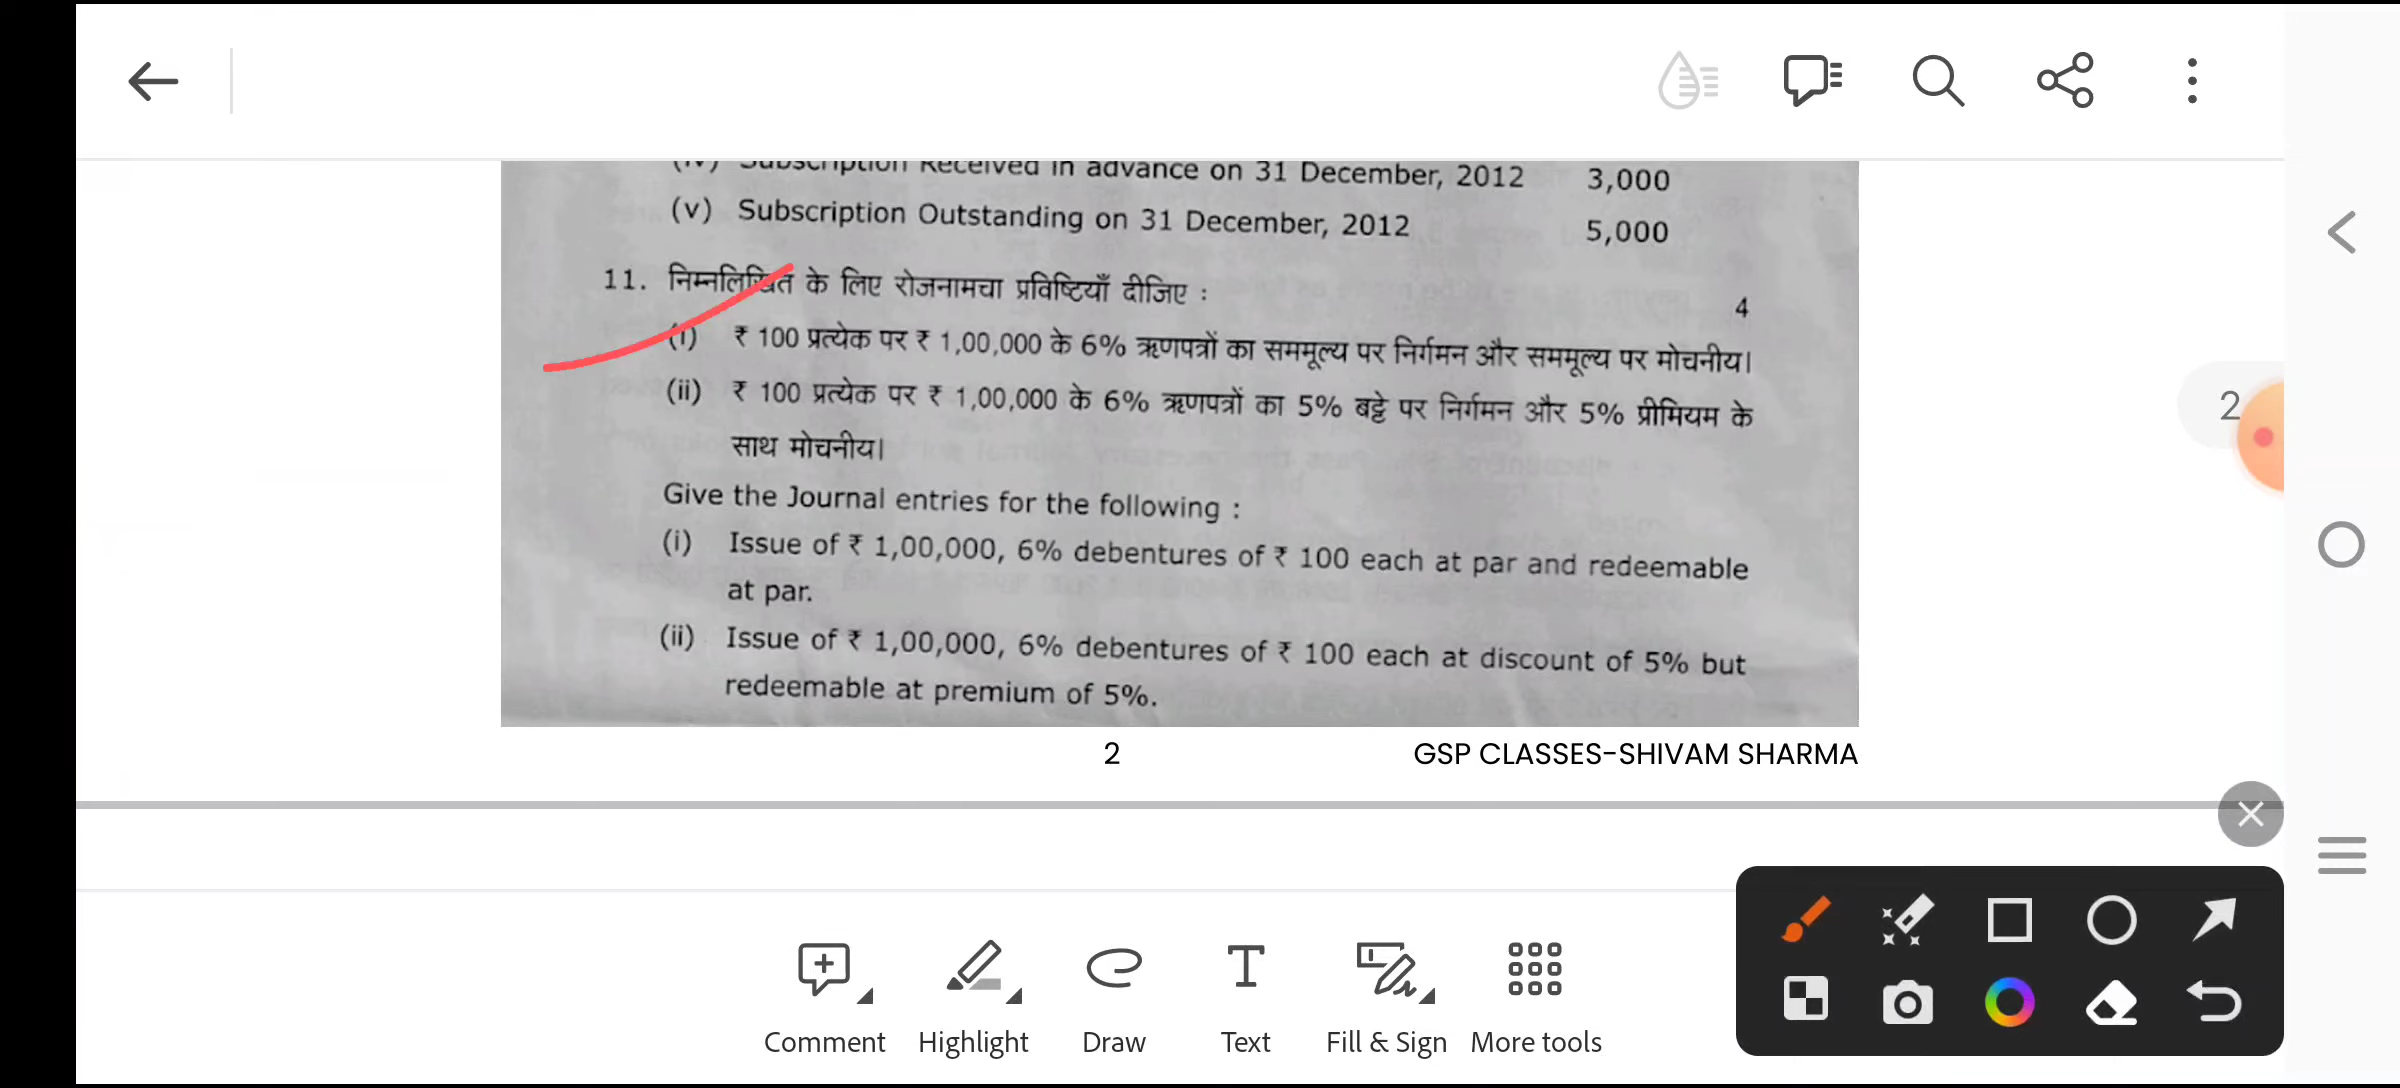 (iv) Subscription Received in advance on 31 December, 2012 3,000
(v) Subscription Outstanding on 31 December, 2012 5,000
11. निम्नलिखित के लिए रोजनामचा प्रविष्टियाँ दीजिए : 4
(i) ₹ 100 प्रत्येक पर ₹ 1,00,000 के 6% ऋणपत्रों का सममूल्य पर निर्गमन और सममूल्य पर मोचनीय।
(ii) ₹ 100 प्रत्येक पर ₹ 1,00,000 के 6% ऋणपत्रों का 5% बट्टे पर निर्गमन और 5% प्रीमियम के
साथ मोचनीय।
Give the Journal entries for the following :
(i) Issue of ₹ 1,00,000, 6% debentures of ₹ 100 each at par and redeemable
at par.
(ii) Issue of ₹ 1,00,000, 6% debentures of ₹ 100 each at discount of 5% but
redeemable at premium of 5%.
2 GSP CLASSES-SHIVAM SHARMA
2
Comment Highlight Draw Text Fill & Sign More tools